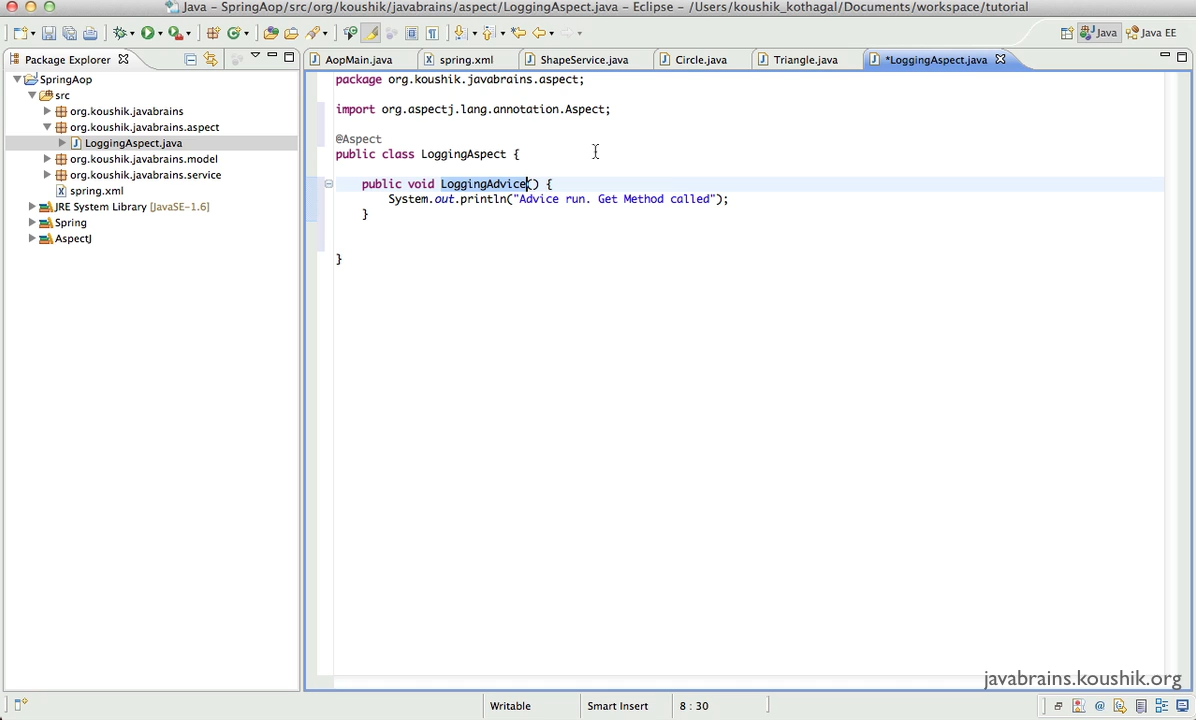 Java – SpringAop/src/org/koushik/javabrains/aspect/LoggingAspect.java – Eclipse – /Users/koushik_kothagal/Documents/workspace/tutorial
Java
Java EE
Package Explorer
AopMain.java
spring.xml
ShapeService.java
Circle.java
Triangle.java
*LoggingAspect.java
SpringAop
src
org.koushik.javabrains
org.koushik.javabrains.aspect
LoggingAspect.java
org.koushik.javabrains.model
org.koushik.javabrains.service
spring.xml
JRE System Library [JavaSE-1.6]
Spring
AspectJ
package org.koushik.javabrains.aspect;
import org.aspectj.lang.annotation.Aspect;
@Aspect
public class LoggingAspect {
public void LoggingAdvice() {
System.out.println("Advice run. Get Method called");
}
}
javabrains.koushik.org
Writable
Smart Insert
8 : 30